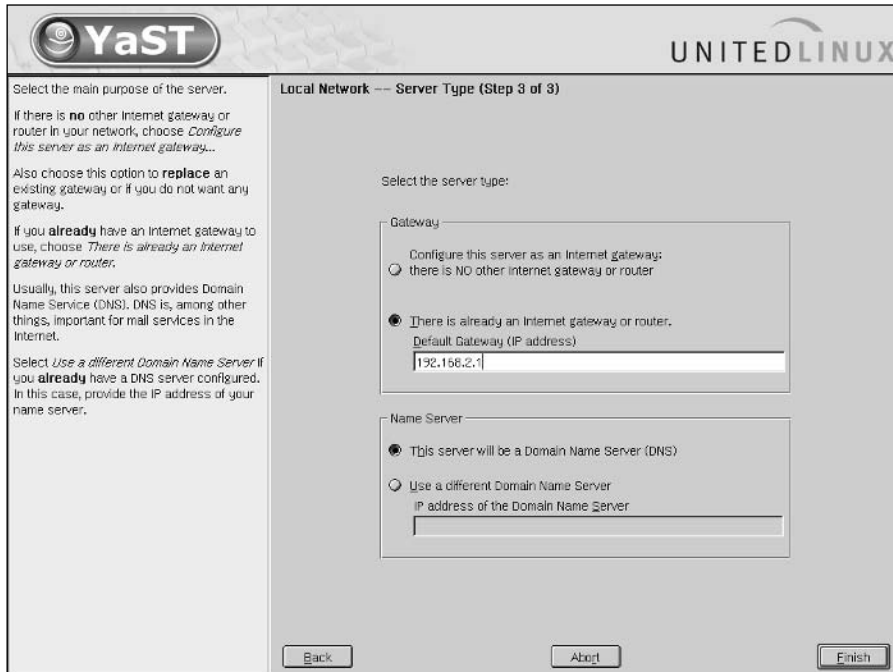 YaST
UNITEDLINUX
Select the main purpose of the server.
If there is no other Internet gateway or
router in your network, choose Configure
this server as an Internet gateway...
Also choose this option to replace an
existing gateway or if you do not want any
gateway.
If you already have an Internet gateway to
use, choose There is already an Internet
gateway or router.
Usually, this server also provides Domain
Name Service (DNS). DNS is, among other
things, important for mail services in the
Internet.
Select Use a different Domain Name Server if
you already have a DNS server configured.
In this case, provide the IP address of your
name server.
Local Network -- Server Type (Step 3 of 3)
Select the server type:
Gateway
Configure this server as an Internet gateway:
there is NO other Internet gateway or router
There is already an Internet gateway or router.
Default Gateway (IP address)
192.168.2.1
Name Server
This server will be a Domain Name Server (DNS)
Use a different Domain Name Server
IP address of the Domain Name Server
Back
Abort
Finish